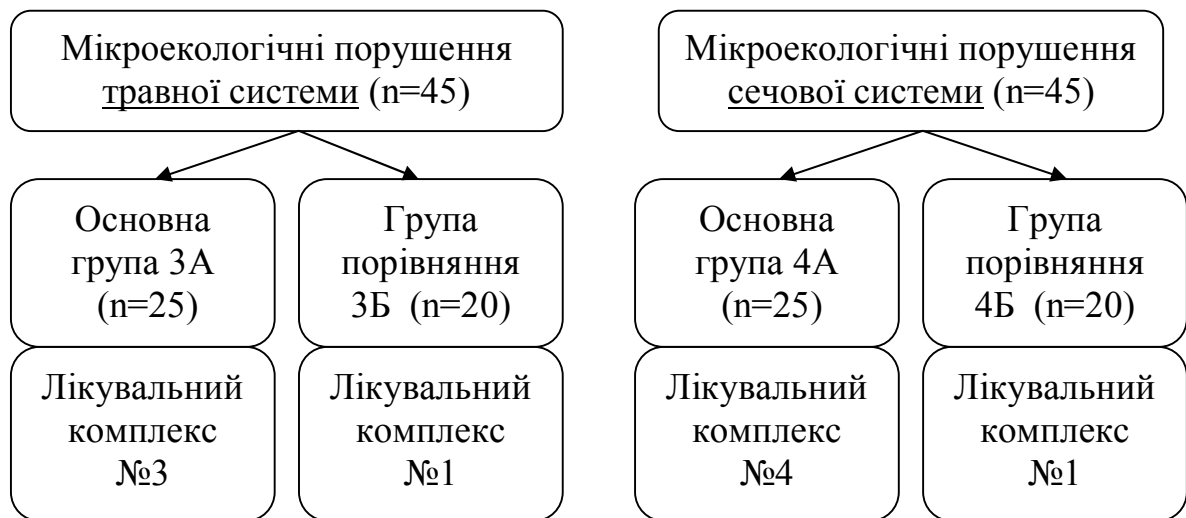 Мікроекологічні порушення
травної системи (n=45)
Мікроекологічні порушення
сечової системи (n=45)
Основна
група 3А
(n=25)
Група
порівняння
3Б (n=20)
Основна
група 4А
(n=25)
Група
порівняння
4Б (n=20)
Лікувальний
комплекс
№3
Лікувальний
комплекс
№1
Лікувальний
комплекс
№4
Лікувальний
комплекс
№1